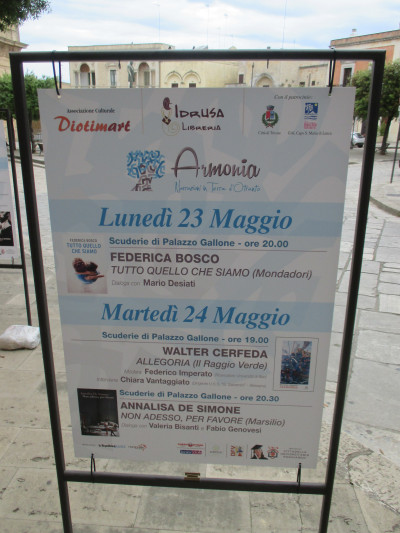 Associazione Culturale
Diotimart
IDRUSA
LIBRERIA
Con il patrocinio
Armonia
Narrazioni in Terra d'Otranto
Lunedì 23 Maggio
Scuderie di Palazzo Gallone - ore 20.00
FEDERICA BOSCO
TUTTO QUELLO CHE SIAMO (Mondadori)
Dialoga con Mario Desiati
FEDERICA BOSCO
TUTTO QUELLO
CHE SIAMO
Martedì 24 Maggio
Scuderie di Palazzo Gallone - ore 19.00
WALTER CERFEDA
ALLEGORIA (Il Raggio Verde)
Federico Imperato
Chiara Vantaggiato
Scuderie di Palazzo Gallone - ore 20.30
ANNALISA DE SIMONE
NON ADESSO, PER FAVORE (Marsilio)
Dialoga con Valeria Bisanti e Fabio Genovesi